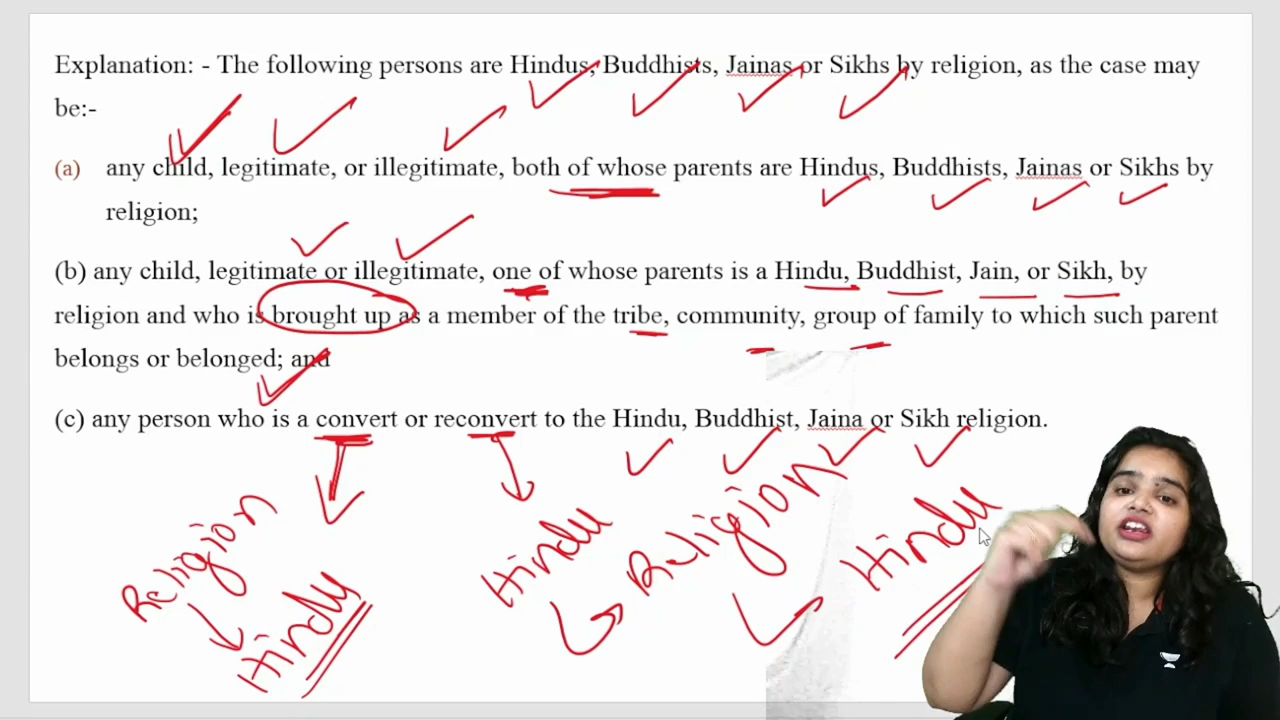 Explanation: - The following persons are Hindus, Buddhists, Jainas or Sikhs by religion, as the case may
be:-
(a) any child, legitimate, or illegitimate, both of whose parents are Hindus, Buddhists, Jainas or Sikhs by
religion;
(b) any child, legitimate or illegitimate, one of whose parents is a Hindu, Buddhist, Jain, or Sikh, by
religion and who is brought up as a member of the tribe, community, group of family to which such parent
belongs or belonged; and
(c) any person who is a convert or reconvert to the Hindu, Buddhist, Jaina or Sikh religion.
Religion
Hindu
Hindu
Religion
Hindu